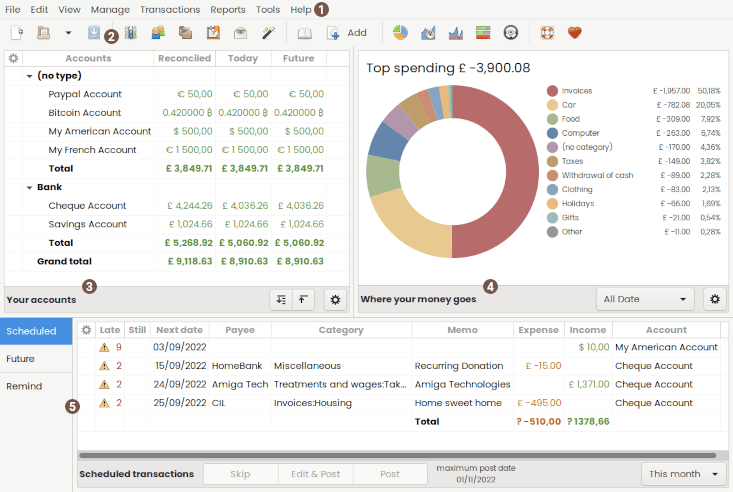 File Edit View Manage Transactions Reports Tools Help 1
2 Add
Accounts Reconciled Today Future
(no type)
Paypal Account € 50,00 € 50,00 € 50,00
Bitcoin Account 0.420000 ₿ 0.420000 ₿ 0.420000 ₿
My American Account $ 500,00 $ 500,00 $ 500,00
My French Account € 1 500,00 € 1 500,00 € 1 500,00
Total £ 3,849.71 £ 3,849.71 £ 3,849.71
Bank
Cheque Account £ 4,244.26 £ 4,036.26 £ 4,036.26
Savings Account £ 1,024.66 £ 1,024.66 £ 1,024.66
Total £ 5,268.92 £ 5,060.92 £ 5,060.92
Grand total £ 9,118.63 £ 8,910.63 £ 8,910.63
3
Your accounts
Top spending £ -3,900.08
Invoices £ -1,957.00 50,18%
Car £ -782.08 20,05%
Food £ -309.00 7,92%
Computer £ -263.00 6,74%
(no category) £ -170.00 4,36%
Taxes £ -149.00 3,82%
Withdrawal of cash £ -89.00 2,28%
Clothing £ -83.00 2,13%
Holidays £ -66.00 1,69%
Gifts £ -21.00 0,54%
Other £ -11.00 0,28%
4
Where your money goes All Date
Scheduled
Future
Remind
5
Late Still Next date Payee Category Memo Expense Income Account
9 03/09/2022 $ 10,00 My American Account
2 15/09/2022 HomeBank Miscellaneous Recurring Donation £ -15.00 Cheque Account
2 24/09/2022 Amiga Tech Treatments and wages:Tak... Amiga Technologies £ 1,371.00 Cheque Account
2 25/09/2022 CIL Invoices:Housing Home sweet home £ -495.00 Cheque Account
Total ? -510,00 ? 1378,66
Scheduled transactions Skip Edit & Post Post maximum post date This month
01/11/2022